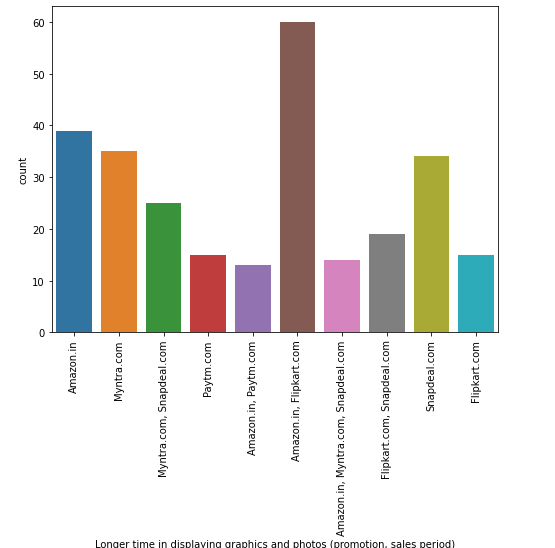 60
50
40
30
20
10
0
count
Amazon.in
Myntra.com
Myntra.com, Snapdeal.com
Paytm.com
Amazon.in, Paytm.com
Amazon.in, Flipkart.com
Amazon.in, Myntra.com, Snapdeal.com
Flipkart.com, Snapdeal.com
Snapdeal.com
Flipkart.com
Longer time in displaying graphics and photos (promotion, sales period)